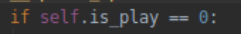 if self.is_play == 0: